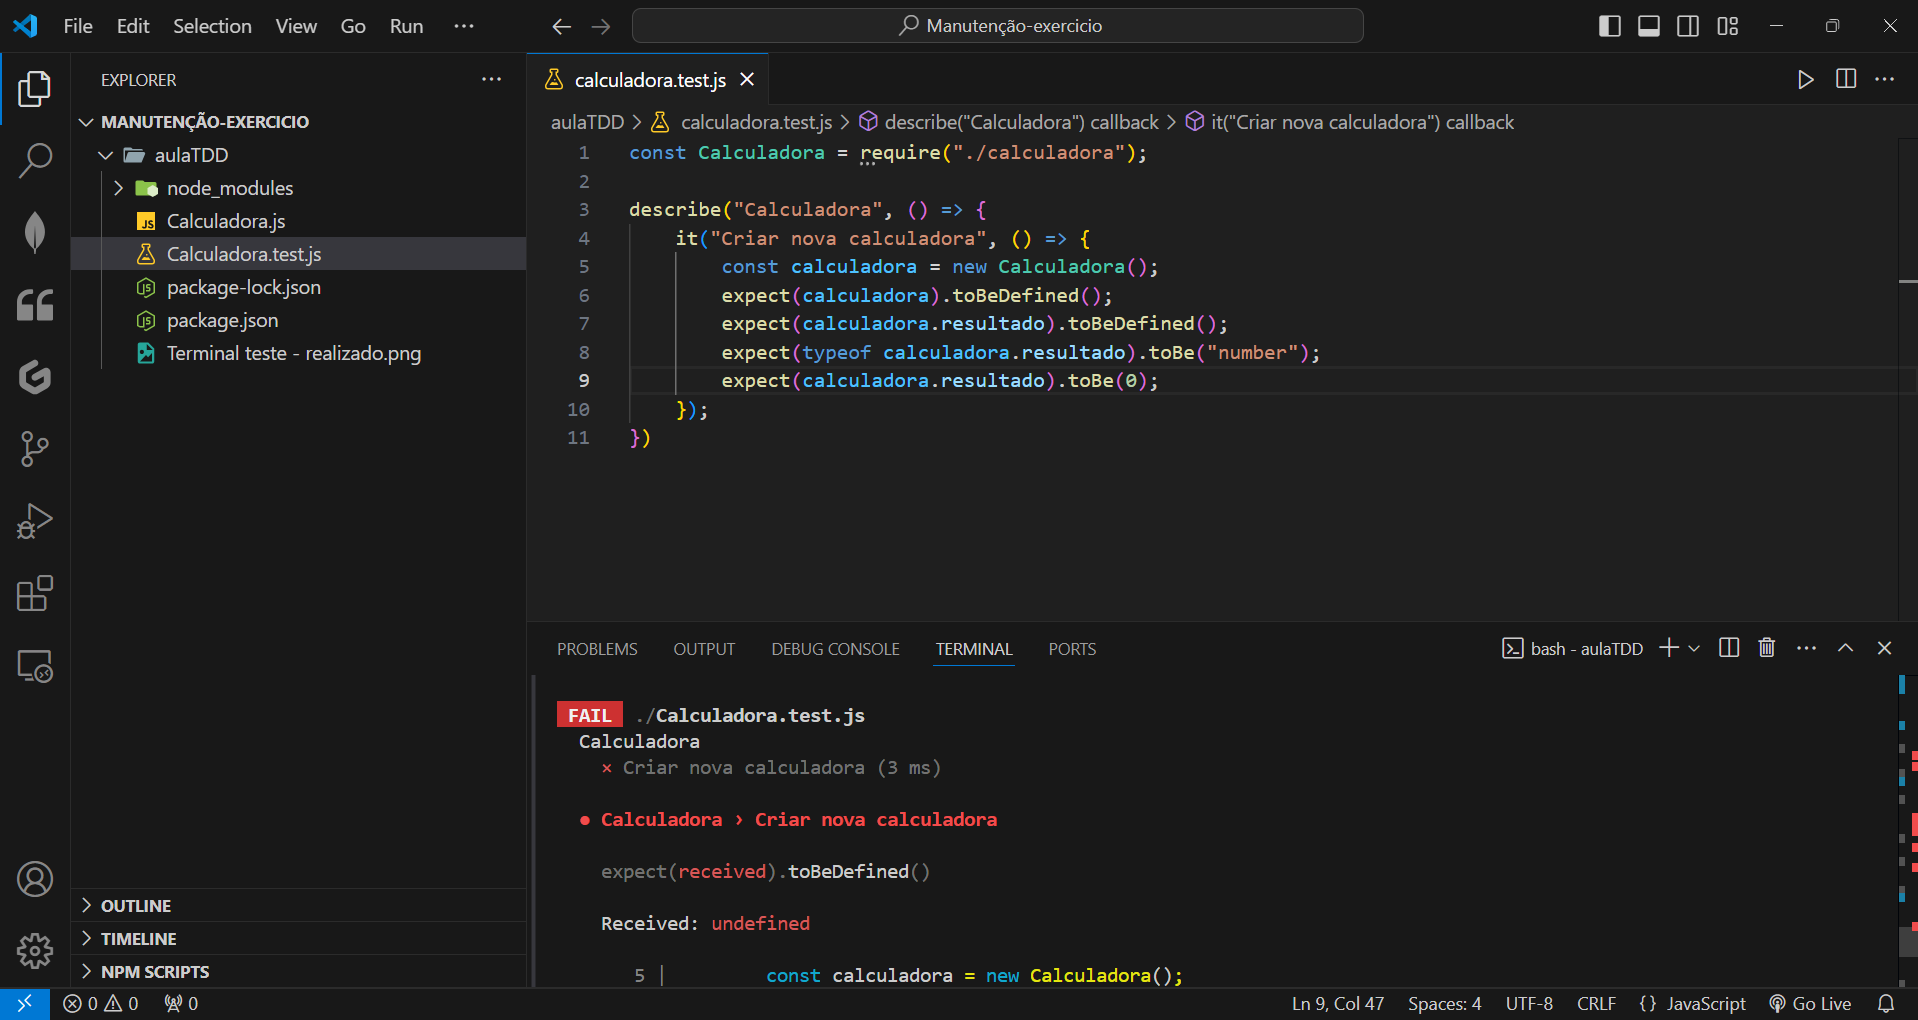 File Edit Selection View Go Run ···
Manutenção-exercicio
EXPLORER
MANUTENÇÃO-EXERCICIO
aulaTDD
node_modules
JS Calculadora.js
Calculadora.test.js
package-lock.json
package.json
Terminal teste - realizado.png
OUTLINE
TIMELINE
NPM SCRIPTS
calculadora.test.js
aulaTDD > calculadora.test.js > describe("Calculadora") callback > it("Criar nova calculadora") callback
1 const Calculadora = require("./calculadora");
2
3 describe("Calculadora", () => {
4 it("Criar nova calculadora", () => {
5 const calculadora = new Calculadora();
6 expect(calculadora).toBeDefined();
7 expect(calculadora.resultado).toBeDefined();
8 expect(typeof calculadora.resultado).toBe("number");
9 expect(calculadora.resultado).toBe(0);
10 });
11 })
PROBLEMS OUTPUT DEBUG CONSOLE TERMINAL PORTS
bash - aulaTDD
FAIL ./Calculadora.test.js
Calculadora
× Criar nova calculadora (3 ms)
● Calculadora › Criar nova calculadora
expect(received).toBeDefined()
Received: undefined
5 | const calculadora = new Calculadora();
0 0 0
Ln 9, Col 47 Spaces: 4 UTF-8 CRLF {} JavaScript Go Live